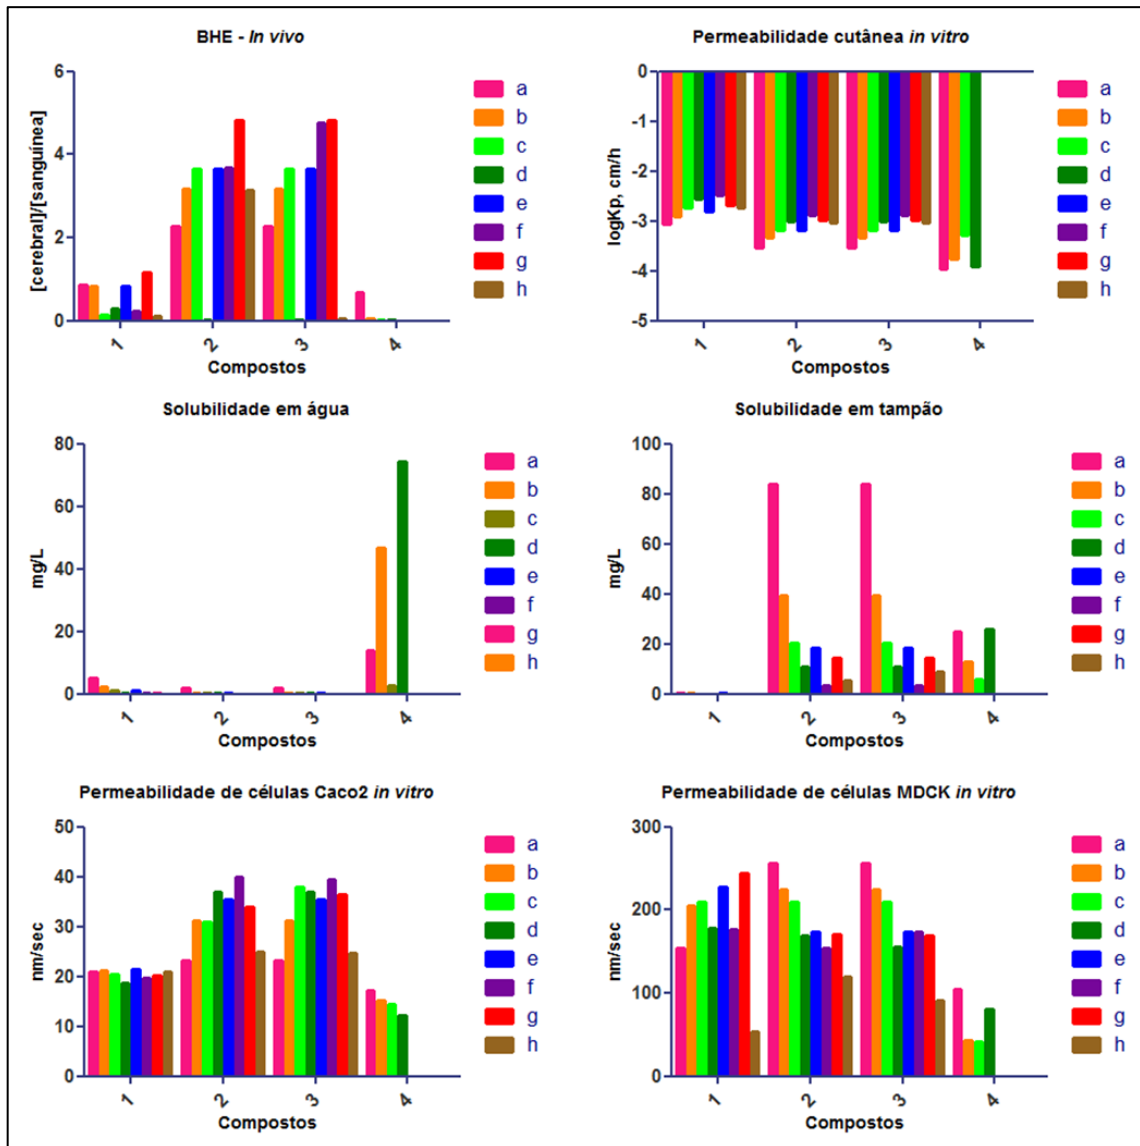 BHE - In vivo
[cerebral]/[sanguínea]
6
4
2
0
1
2
3
4
Compostos
a
b
c
d
e
f
g
h
Permeabilidade cutânea in vitro
logKp, cm/h
0
-1
-2
-3
-4
-5
1
2
3
4
Compostos
a
b
c
d
e
f
g
h
Solubilidade em água
mg/L
80
60
40
20
0
1
2
3
4
Compostos
a
b
c
d
e
f
g
h
Solubilidade em tampão
mg/L
100
80
60
40
20
0
1
2
3
4
Compostos
a
b
c
d
e
f
g
h
Permeabilidade de células Caco2 in vitro
nm/sec
50
40
30
20
10
0
1
2
3
4
Compostos
a
b
c
d
e
f
g
h
Permeabilidade de células MDCK in vitro
nm/sec
300
200
100
0
1
2
3
4
Compostos
a
b
c
d
e
f
g
h